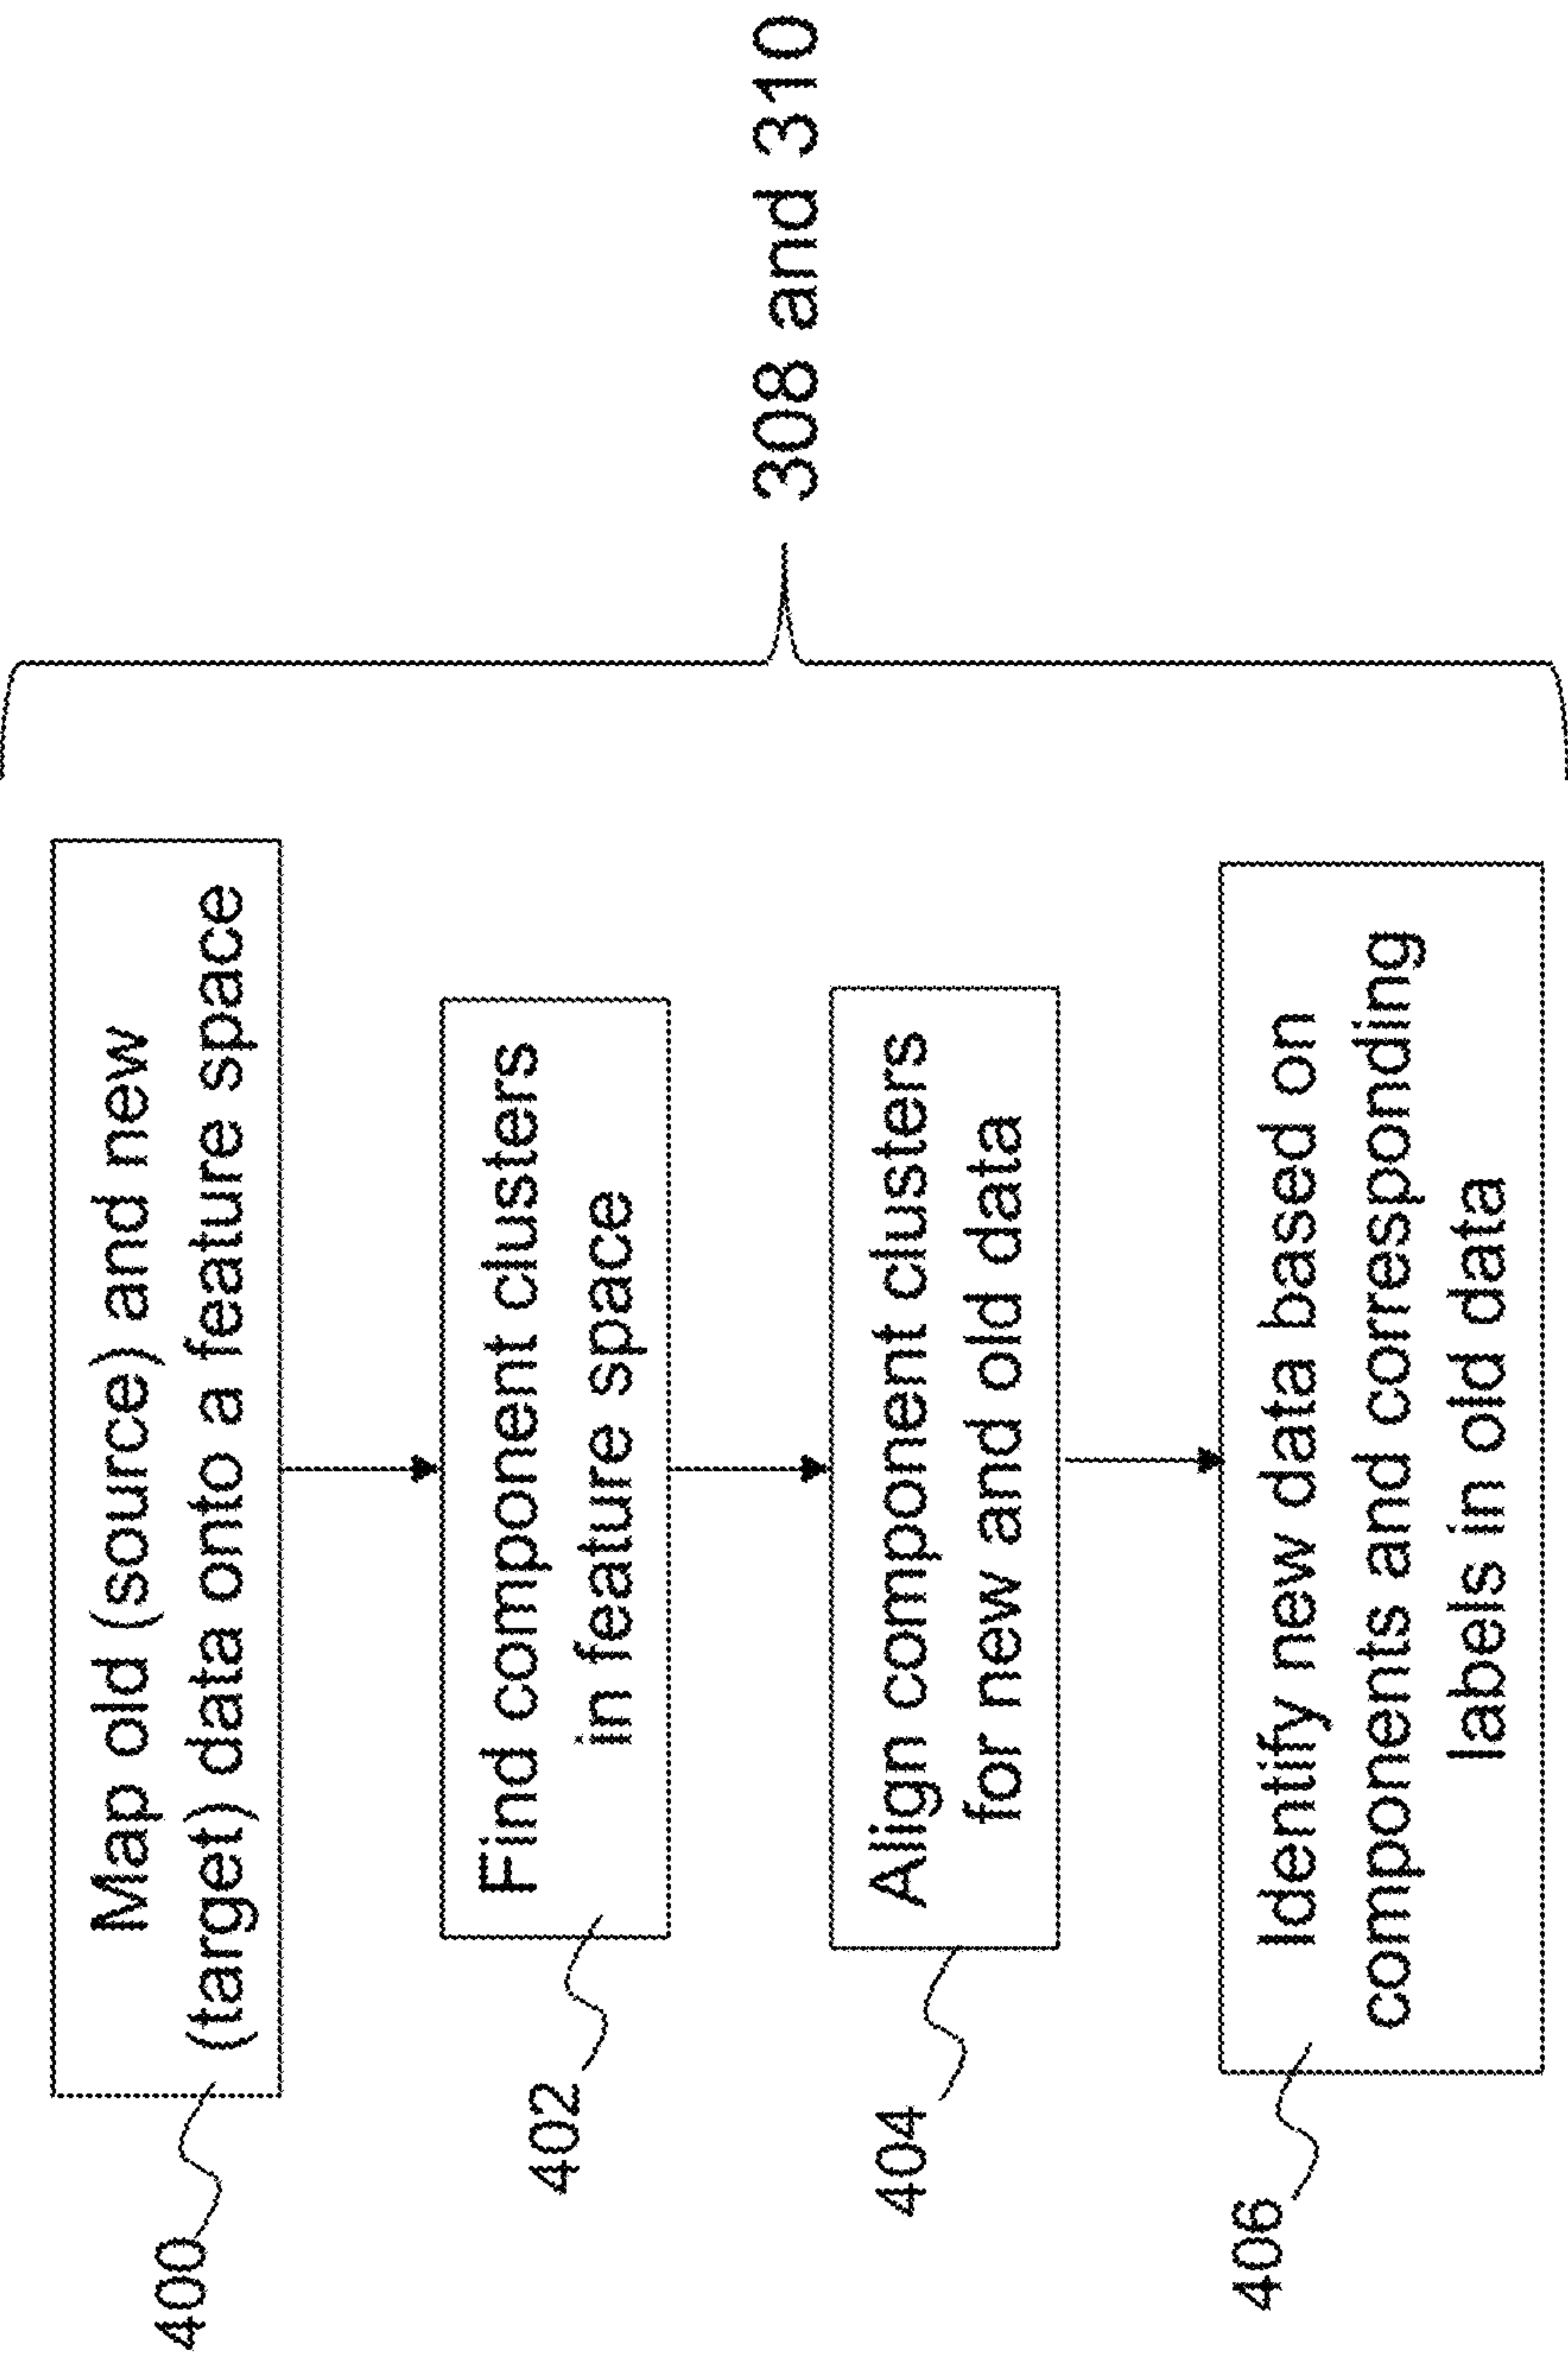 400
Map old (source) and new
(target) data onto a feature space
402
Find component clusters
in feature space
404
Align component clusters
for new and old data
406
Identify new data based on
components and corresponding
labels in old data
308 and 310